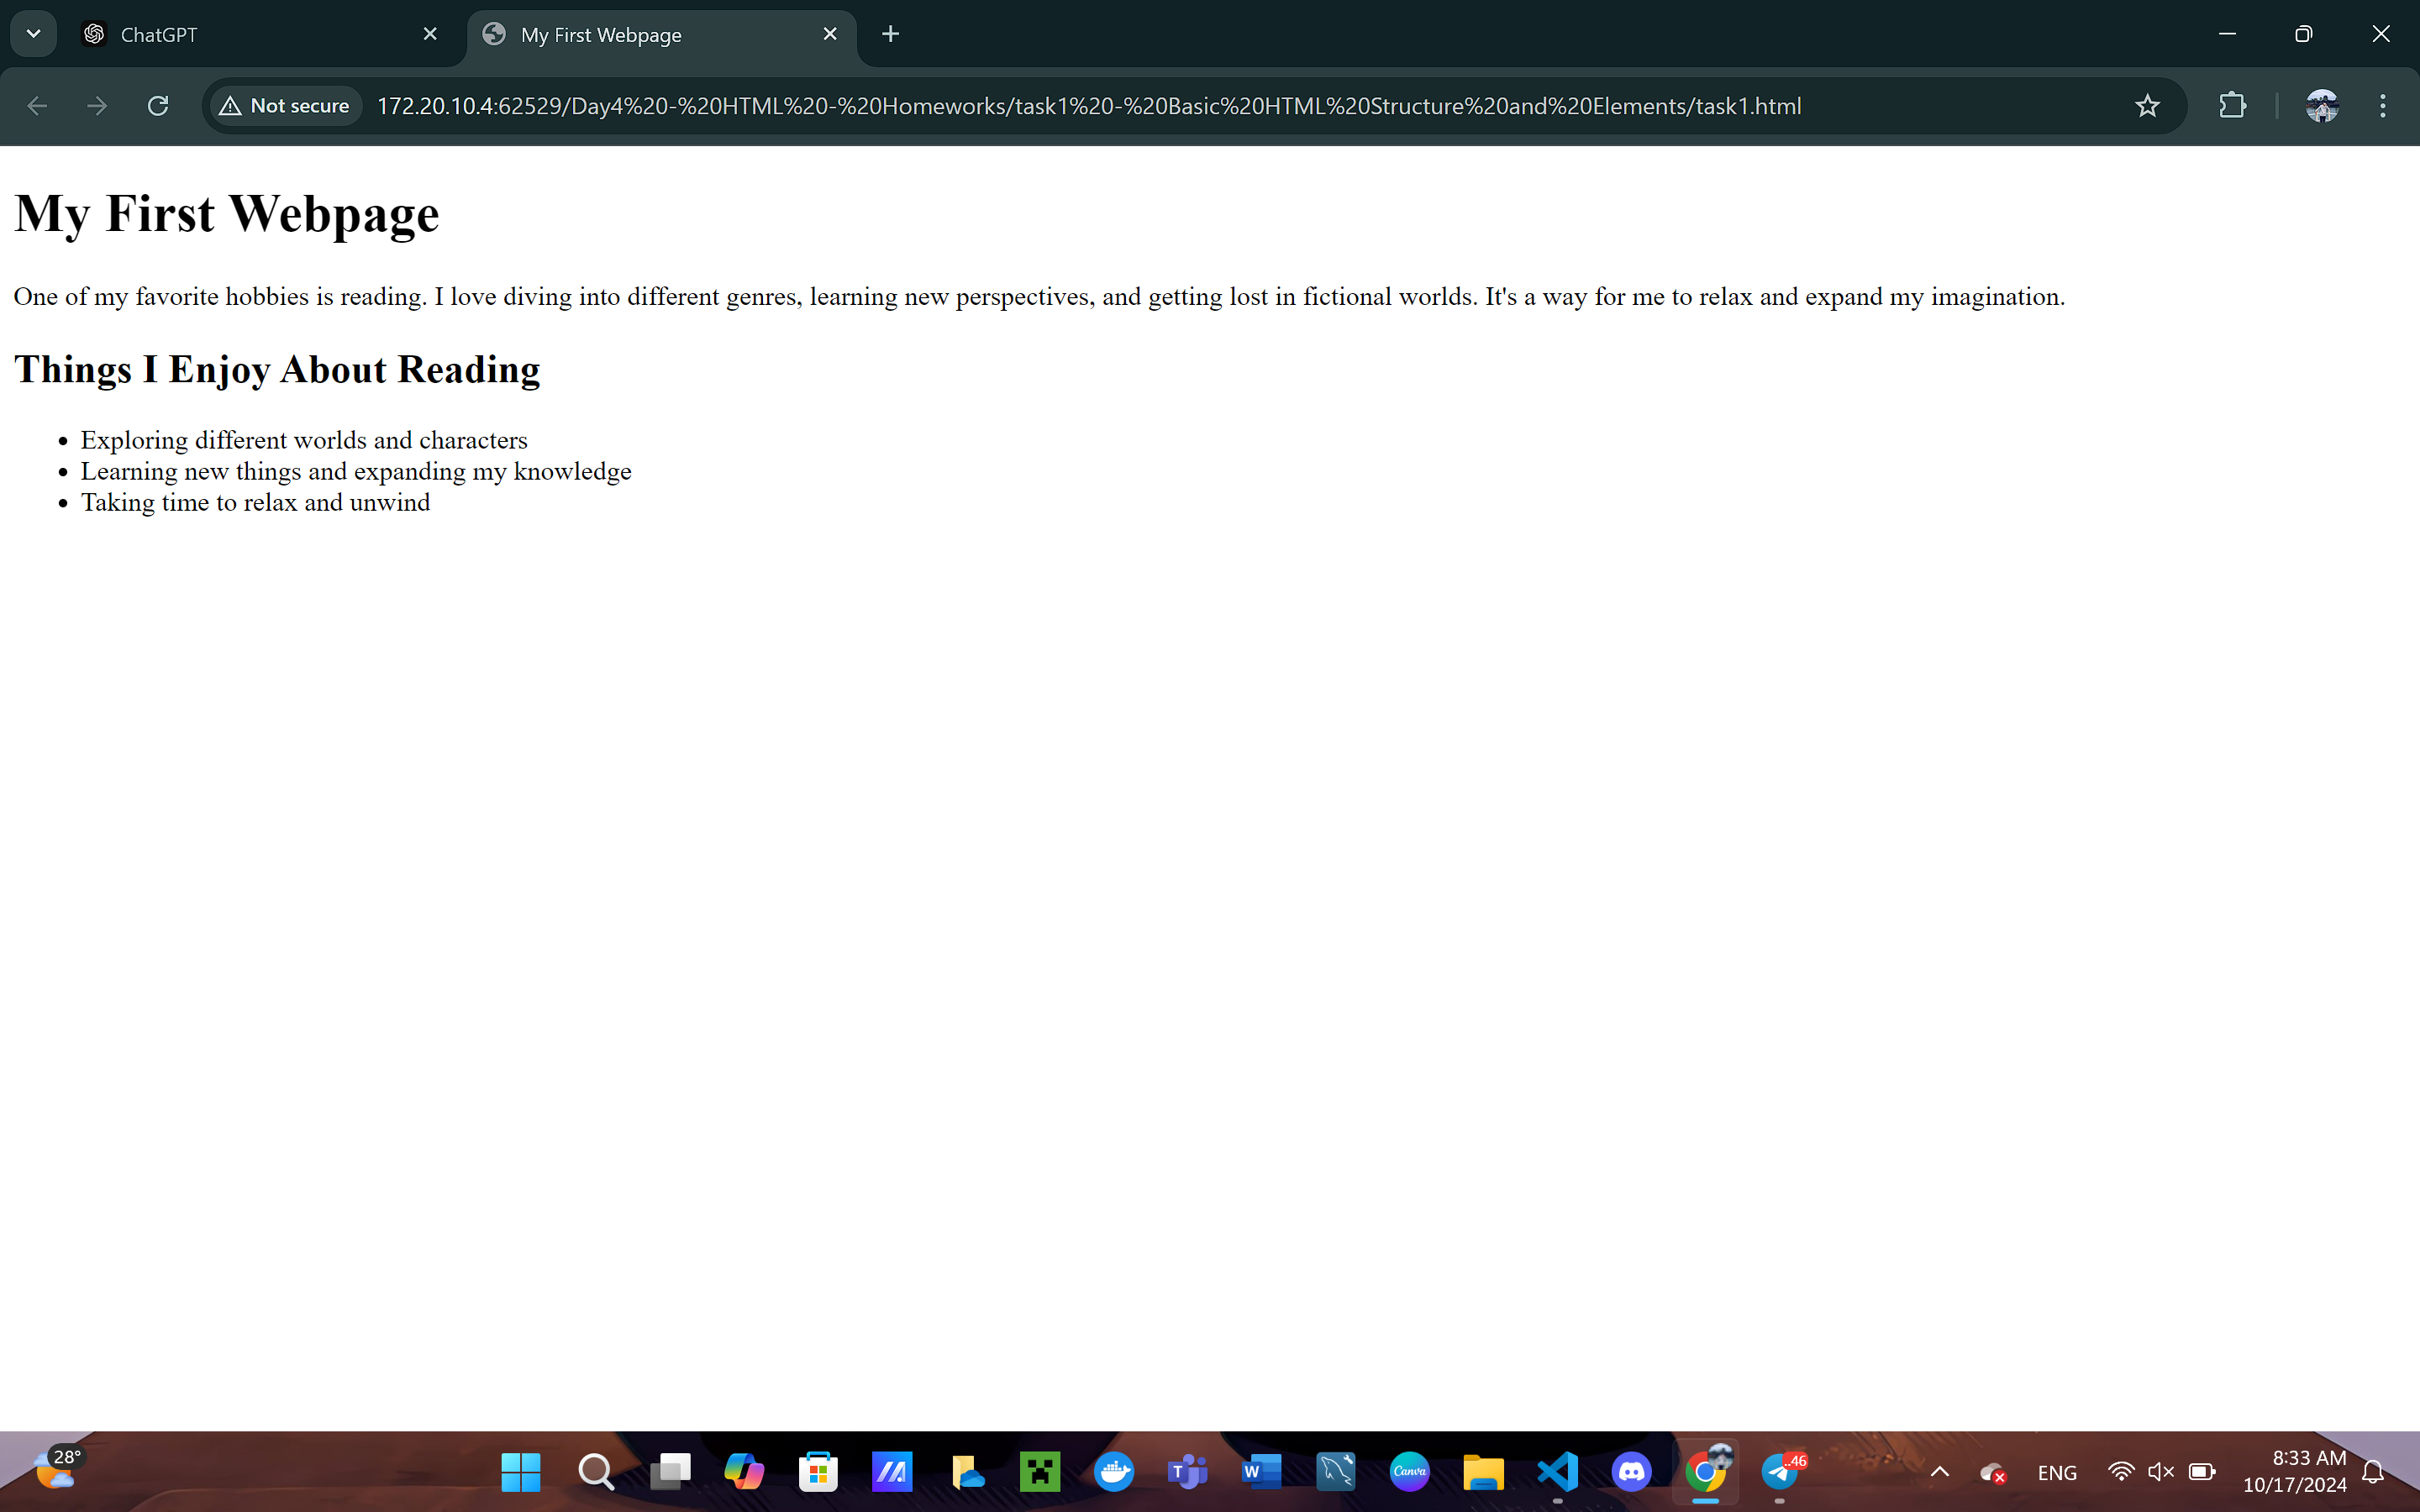 ChatGPT
My First Webpage
Not secure
172.20.10.4:62529/Day4%20-%20HTML%20-%20Homeworks/task1%20-%20Basic%20HTML%20Structure%20and%20Elements/task1.html
My First Webpage
One of my favorite hobbies is reading. I love diving into different genres, learning new perspectives, and getting lost in fictional worlds. It's a way for me to relax and expand my imagination.
Things I Enjoy About Reading
• Exploring different worlds and characters
• Learning new things and expanding my knowledge
• Taking time to relax and unwind
28°
T
W
Canva
..46
ENG
8:33 AM
10/17/2024